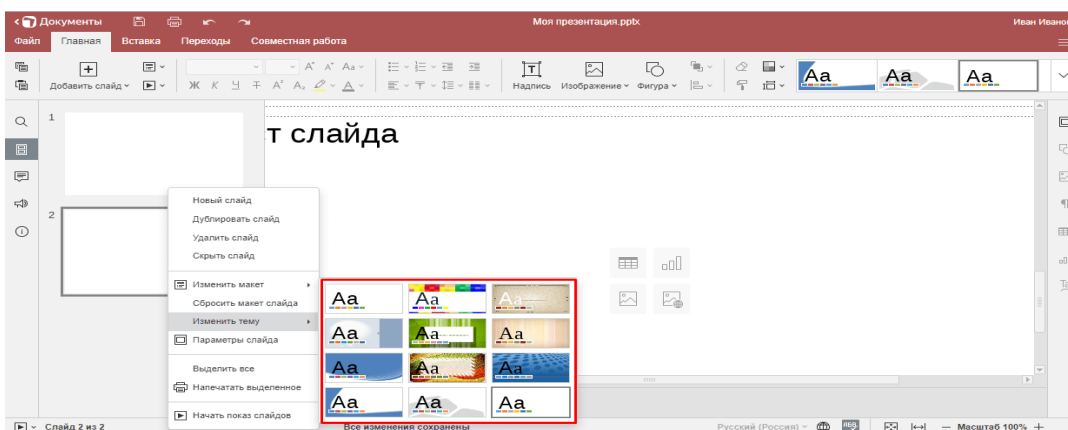 Документы
Моя презентация.pptx
Иван Иванов
Файл Главная Вставка Переходы Совместная работа
Добавить слайд
Ж К Ч
Надпись Изображение Фигура
Aa Aa Aa
1
т слайда
2
Новый слайд
Дублировать слайд
Удалить слайд
Скрыть слайд
Изменить макет
Сбросить макет слайда
Изменить тему
Параметры слайда
Выделить все
Напечатать выделенное
Начать показ слайдов
Aa Aa Aa
Aa Aa Aa
Aa Aa Aa
Aa Aa Aa
Слайд 2 из 2
Все изменения сохранены
Русский (Россия)
Масштаб 100%